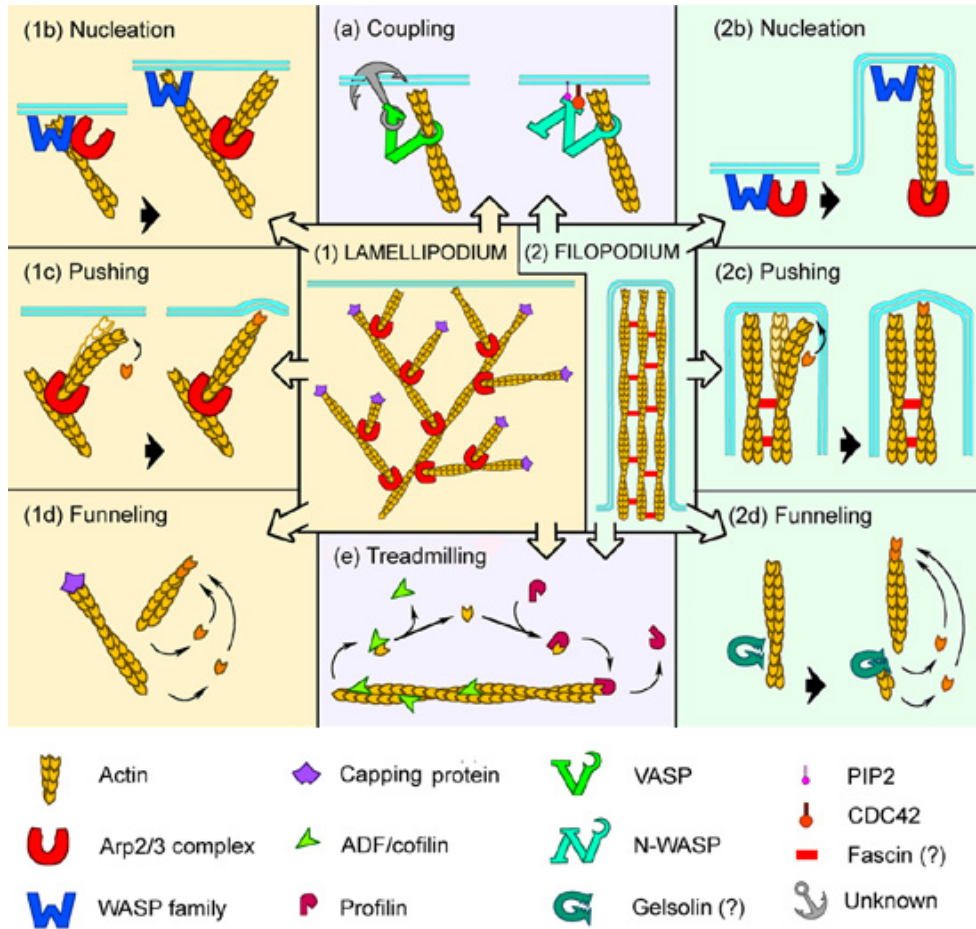 (1b) Nucleation
(a) Coupling
(2b) Nucleation
W
W
V
N
W
W
(1) LAMELLIPODIUM
(2) FILOPODIUM
(1c) Pushing
(2c) Pushing
(1d) Funneling
(e) Treadmilling
(2d) Funneling
G
G
Actin
Capping protein
VASP
PIP2
CDC42
Arp2/3 complex
ADF/cofilin
N-WASP
Fascin (?)
WASP family
Profilin
Gelsolin (?)
Unknown